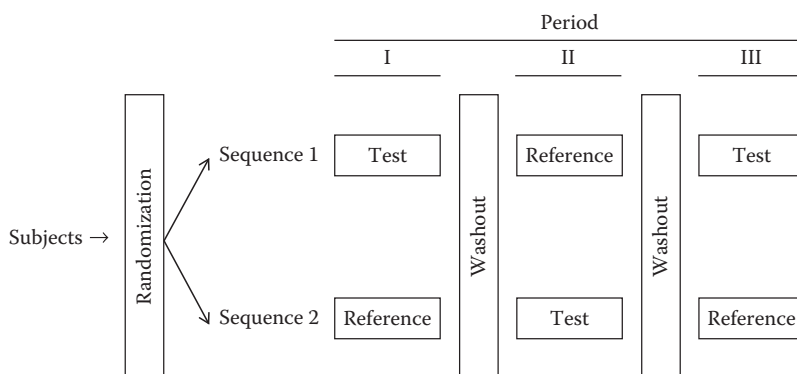 Period
I II III
Sequence 1 Test Reference Test
Subjects → Randomization Washout Washout
Sequence 2 Reference Test Reference